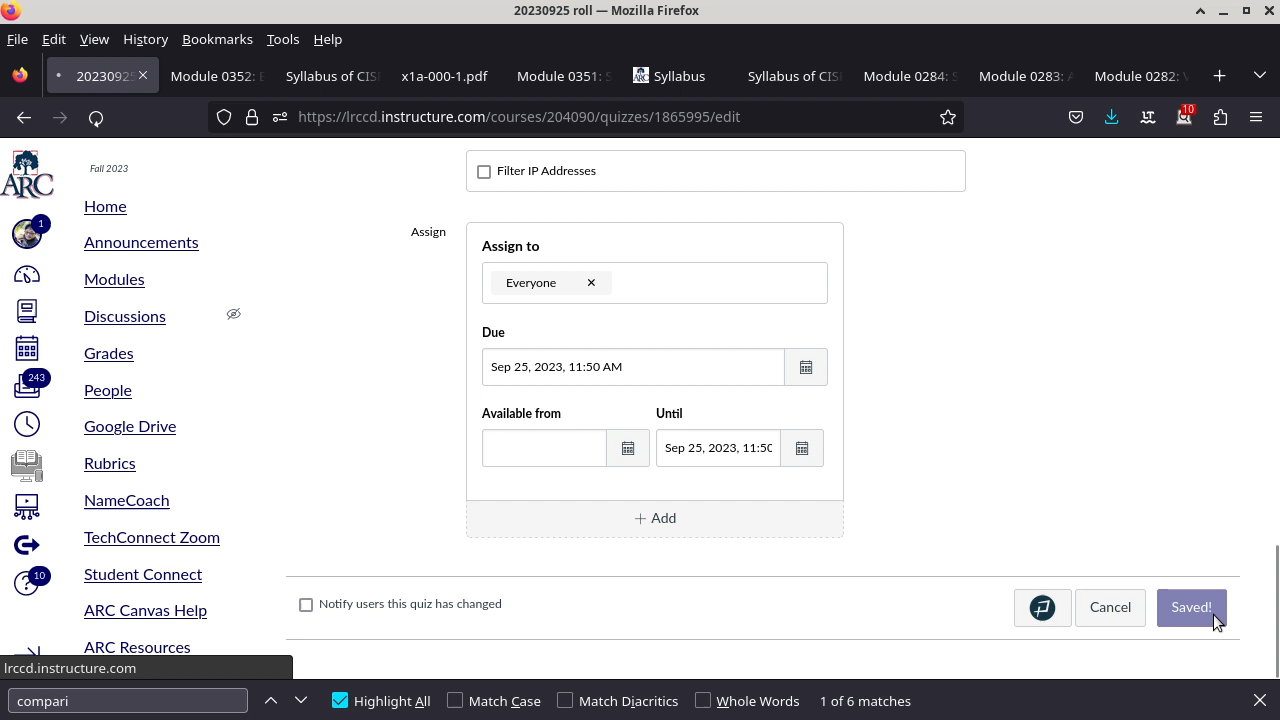 20230925 roll — Mozilla Firefox
File Edit View History Bookmarks Tools Help
20230925 Module 0352: Syllabus of CIS x1a-000-1.pdf Module 0351: Syllabus Syllabus of CIS Module 0284: Module 0283: Module 0282:
https://lrccd.instructure.com/courses/204090/quizzes/1865995/edit
10
ARC
Fall 2023
Filter IP Addresses
Home
1
Announcements
Modules
Discussions
Grades
243
People
Google Drive
Rubrics
NameCoach
TechConnect Zoom
Student Connect
10
ARC Canvas Help
ARC Resources
Assign
Assign to
Everyone
Due
Sep 25, 2023, 11:50 AM
Available from Until
Sep 25, 2023, 11:50
+ Add
Notify users this quiz has changed
Cancel Saved!
lrccd.instructure.com
compari Highlight All Match Case Match Diacritics Whole Words 1 of 6 matches